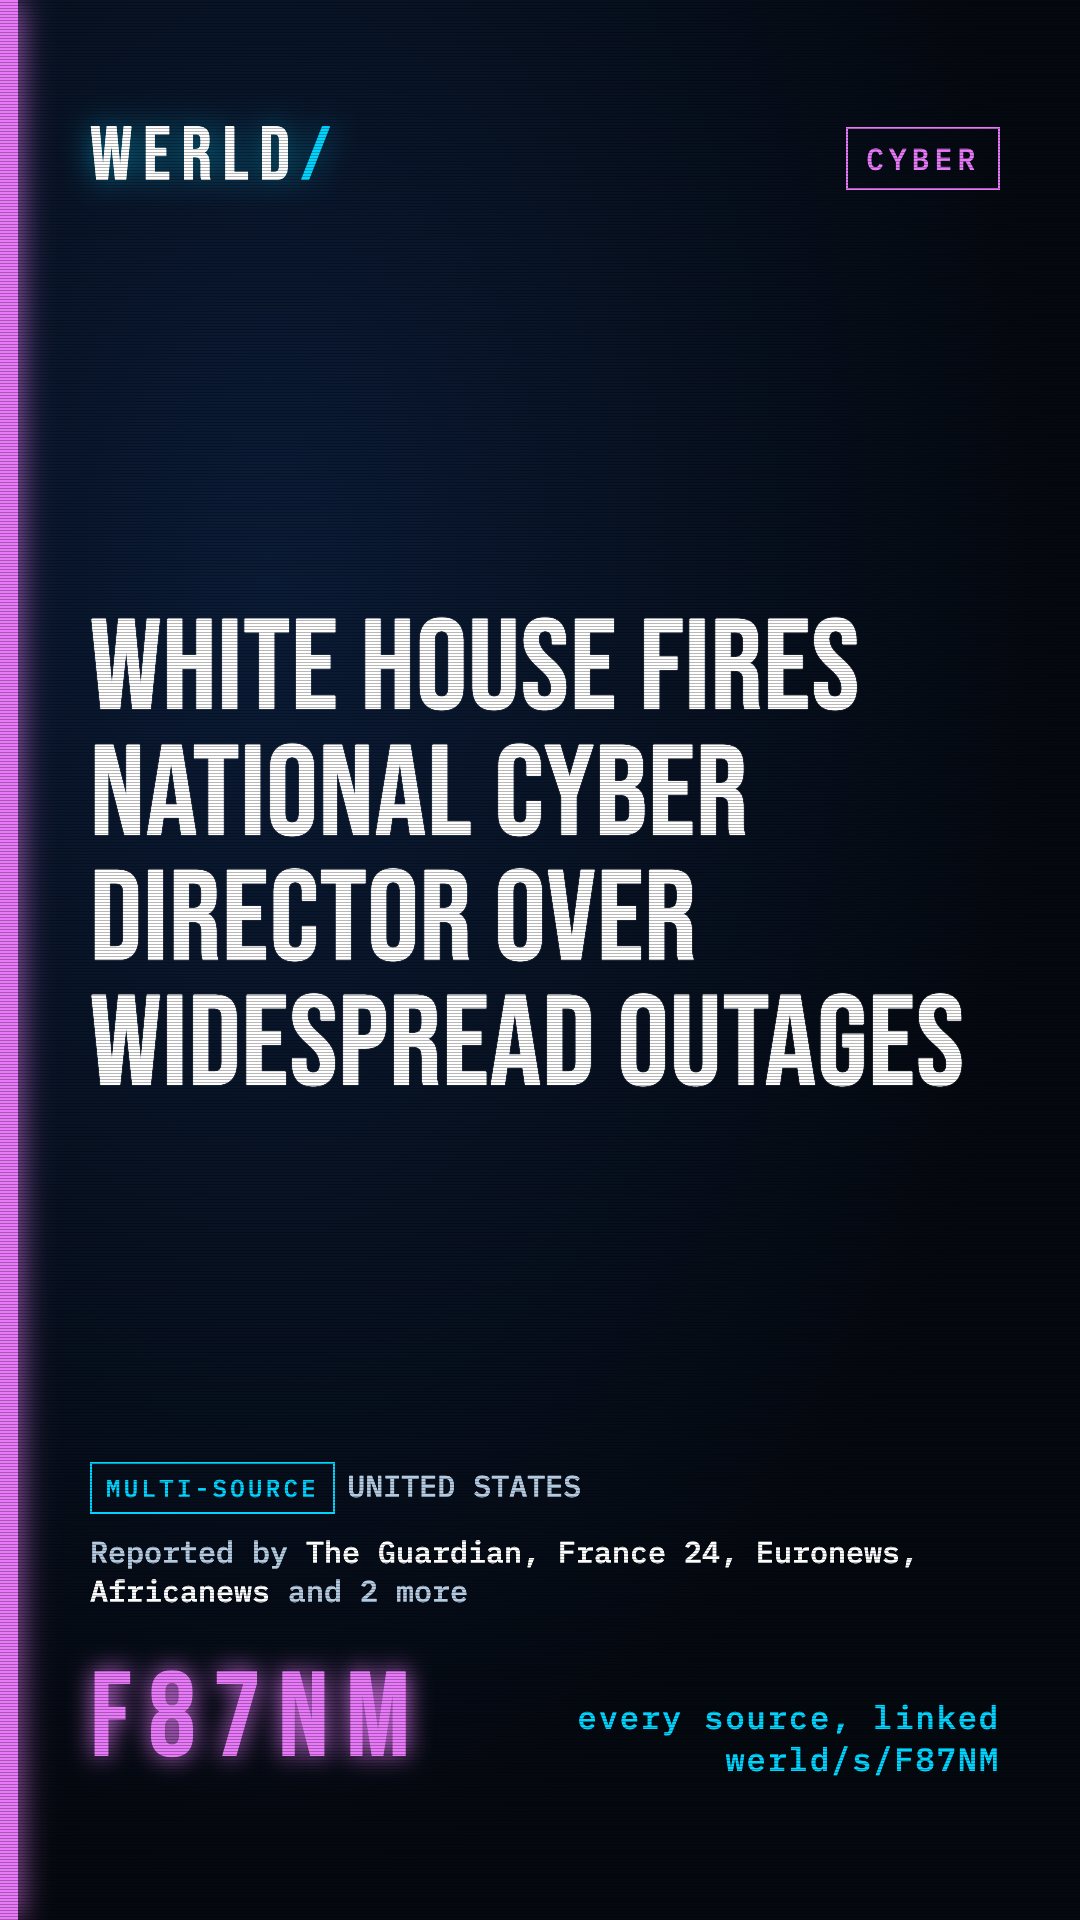 WERLD/
CYBER
WHITE HOUSE FIRES
NATIONAL CYBER
DIRECTOR OVER
WIDESPREAD OUTAGES
MULTI-SOURCE UNITED STATES
Reported by The Guardian, France 24, Euronews,
Africanews and 2 more
F87NM
every source, linked
werld/s/F87NM